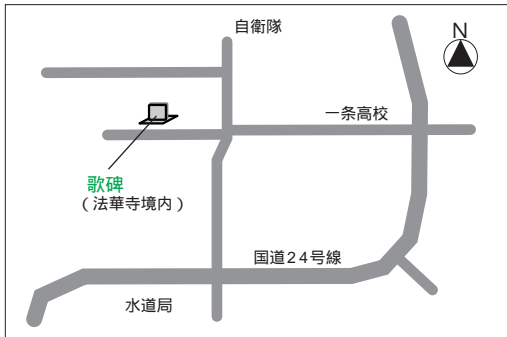 自衛隊
N
一条高校
歌碑
（法華寺境内）
国道24号線
水道局